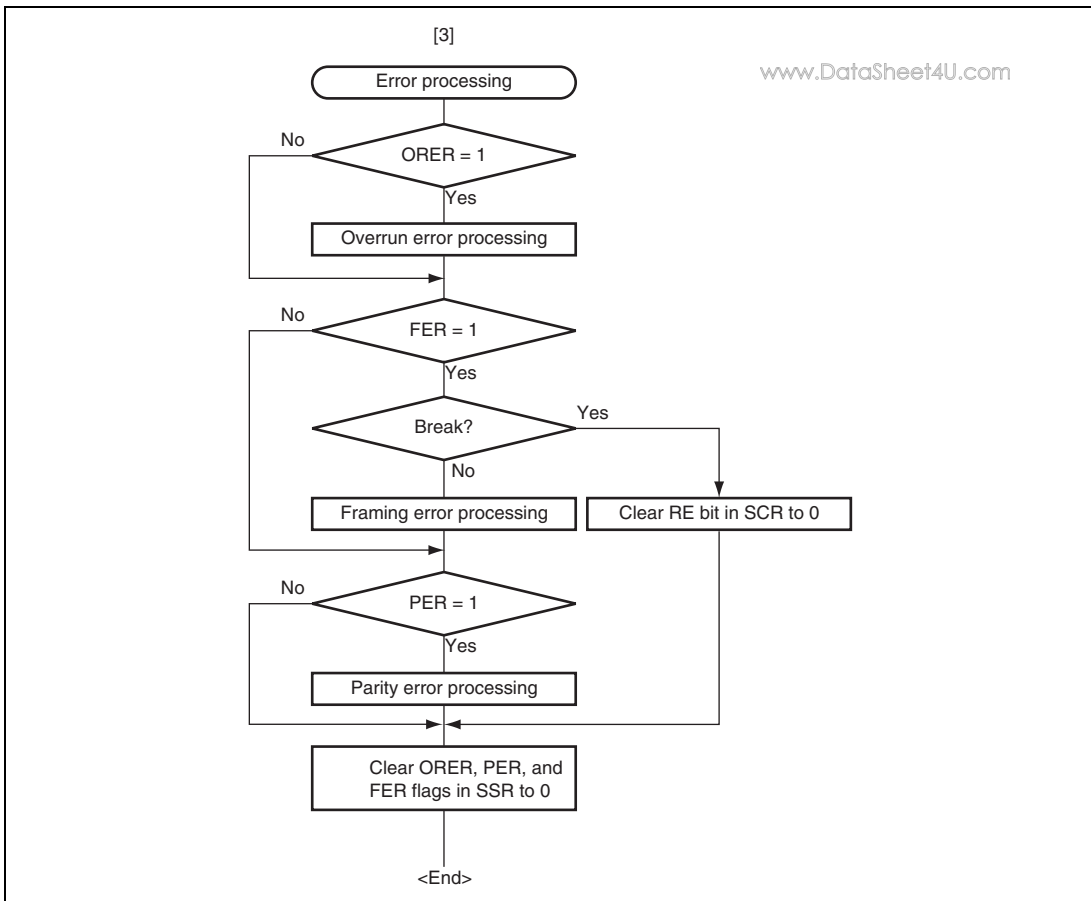 [3]
www.DataSheet4U.com
Error processing
No
ORER = 1
Yes
Overrun error processing
No
FER = 1
Yes
Break?
Yes
No
Framing error processing
Clear RE bit in SCR to 0
No
PER = 1
Yes
Parity error processing
Clear ORER, PER, and
FER flags in SSR to 0
<End>